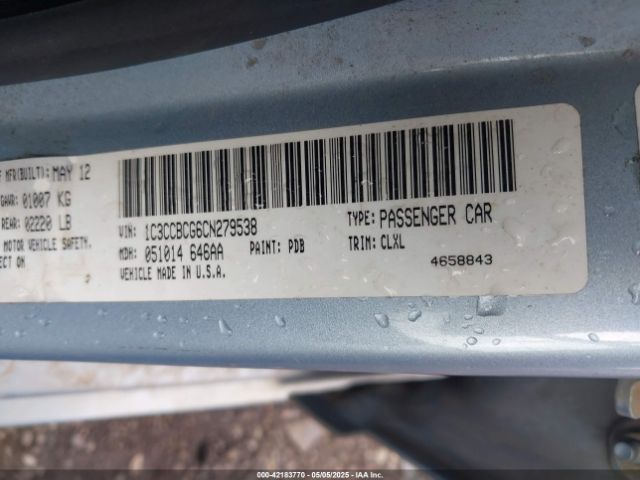 F MFR(BUILT): MAY 12
GAWR: 01007 KG
REAR: 02220 LB
MOTOR VEHICLE SAFETY.
ECT ON
VIN: 1C3CCBCG6CN279538
TYPE: PASSENGER CAR
MDH: 051014 646AA
PAINT: PDB
TRIM: CLXL
VEHICLE MADE IN U.S.A.
4658843
000-42183770 - 05/05/2025 - IAA Inc.